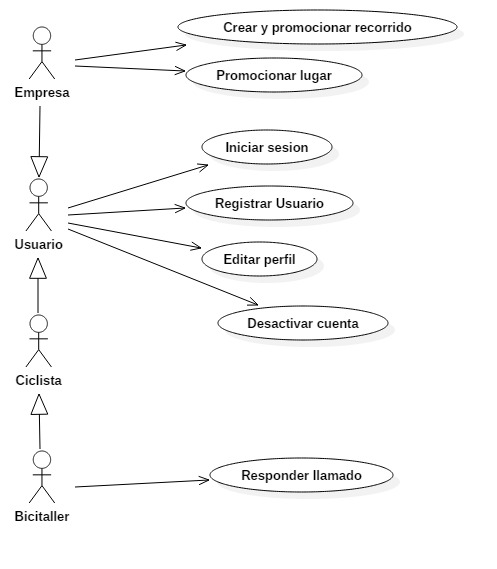 Crear y promocionar recorrido
Promocionar lugar
Empresa
Iniciar sesion
Registrar Usuario
Usuario
Editar perfil
Desactivar cuenta
Ciclista
Responder llamado
Bicitaller